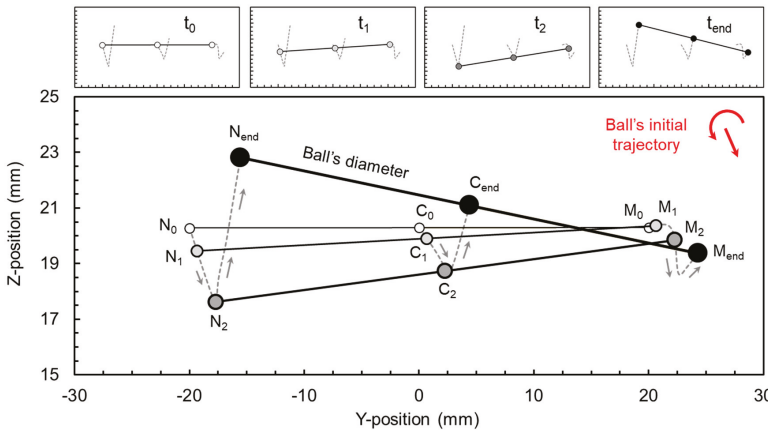 t0
t1
t2
tend
25
23
21
19
17
15
Z-position (mm)
Nend
Ball's diameter
Cend
Ball's initial
trajectory
N0
C0
M0
M1
N1
C1
M2
Mend
N2
C2
-30
-20
-10
0
10
20
30
Y-position (mm)